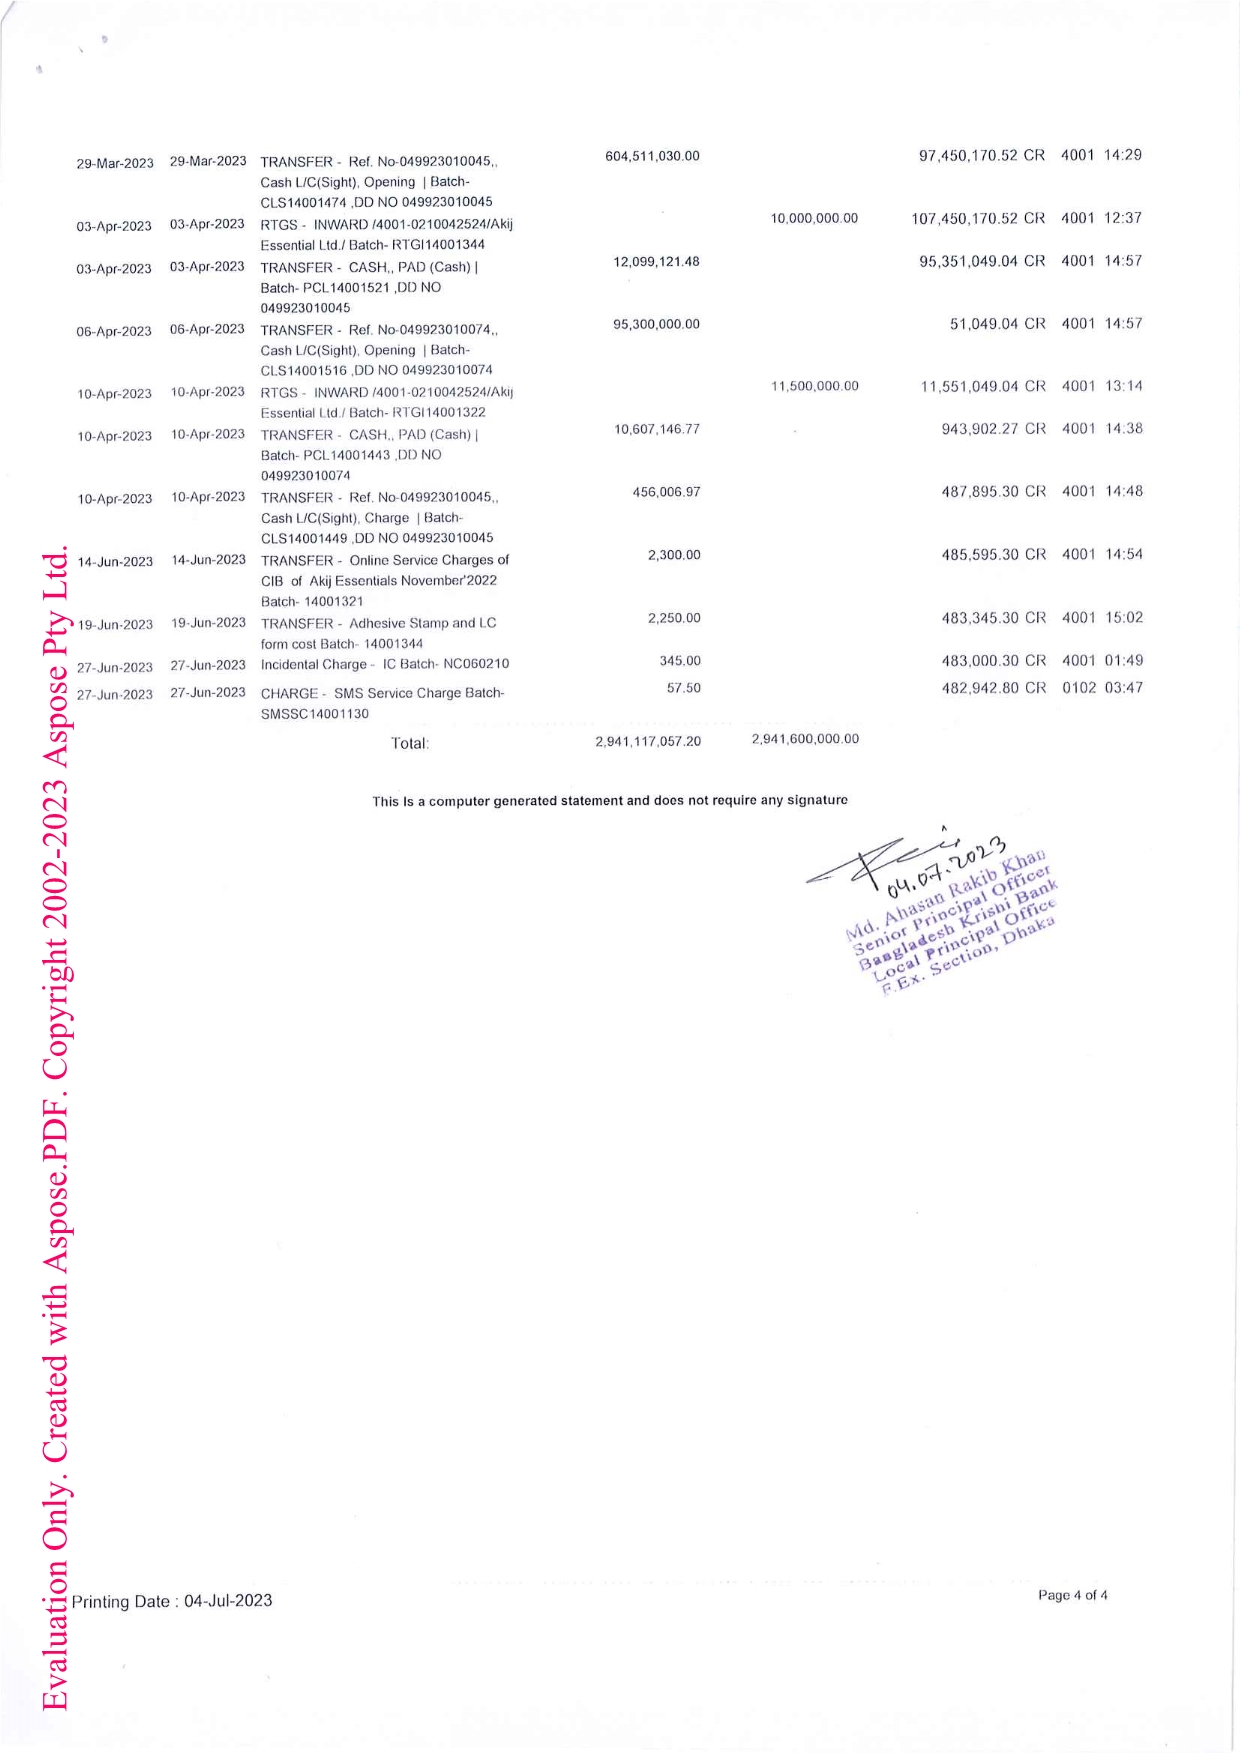 29-Mar-2023 29-Mar-2023 TRANSFER - Ref. No-049923010045,, 604,511,030.00 97,450,170.52 CR 4001 14:29
Cash L/C(Sight), Opening | Batch-
CLS14001474 ,DD NO 049923010045
03-Apr-2023 03-Apr-2023 RTGS - INWARD /4001-0210042524/Akij 10,000,000.00 107,450,170.52 CR 4001 12:37
Essential Ltd./ Batch- RTGI14001344
03-Apr-2023 03-Apr-2023 TRANSFER - CASH,, PAD (Cash) | 12,099,121.48 95,351,049.04 CR 4001 14:57
Batch- PCL14001521 ,DD NO
049923010045
06-Apr-2023 06-Apr-2023 TRANSFER - Ref. No-049923010074,, 95,300,000.00 51,049.04 CR 4001 14:57
Cash L/C(Sight), Opening | Batch-
CLS14001516 ,DD NO 049923010074
10-Apr-2023 10-Apr-2023 RTGS - INWARD /4001-0210042524/Akij 11,500,000.00 11,551,049.04 CR 4001 13:14
Essential Ltd./ Batch- RTGI14001322
10-Apr-2023 10-Apr-2023 TRANSFER - CASH,, PAD (Cash) | 10,607,146.77 943,902.27 CR 4001 14:38
Batch- PCL14001443 ,DD NO
049923010074
10-Apr-2023 10-Apr-2023 TRANSFER - Ref. No-049923010045,, 456,006.97 487,895.30 CR 4001 14:48
Cash L/C(Sight), Charge | Batch-
CLS14001449 ,DD NO 049923010045
14-Jun-2023 14-Jun-2023 TRANSFER - Online Service Charges of 2,300.00 485,595.30 CR 4001 14:54
CIB of Akij Essentials November'2022
Batch- 14001321
19-Jun-2023 19-Jun-2023 TRANSFER - Adhesive Stamp and LC 2,250.00 483,345.30 CR 4001 15:02
form cost Batch- 14001344
27-Jun-2023 27-Jun-2023 Incidental Charge - IC Batch- NC060210 345.00 483,000.30 CR 4001 01:49
27-Jun-2023 27-Jun-2023 CHARGE - SMS Service Charge Batch- 57.50 482,942.80 CR 0102 03:47
SMSSC14001130
Total: 2,941,117,057.20 2,941,600,000.00
This Is a computer generated statement and does not require any signature
04.07.2023
Md. Ahasan Rakib Khan
Senior Principal Officer
Bangladesh Krishi Bank
Local Principal Office
F.Ex. Section, Dhaka
Printing Date : 04-Jul-2023 Page 4 of 4
Evaluation Only. Created with Aspose.PDF. Copyright 2002-2023 Aspose Pty Ltd.